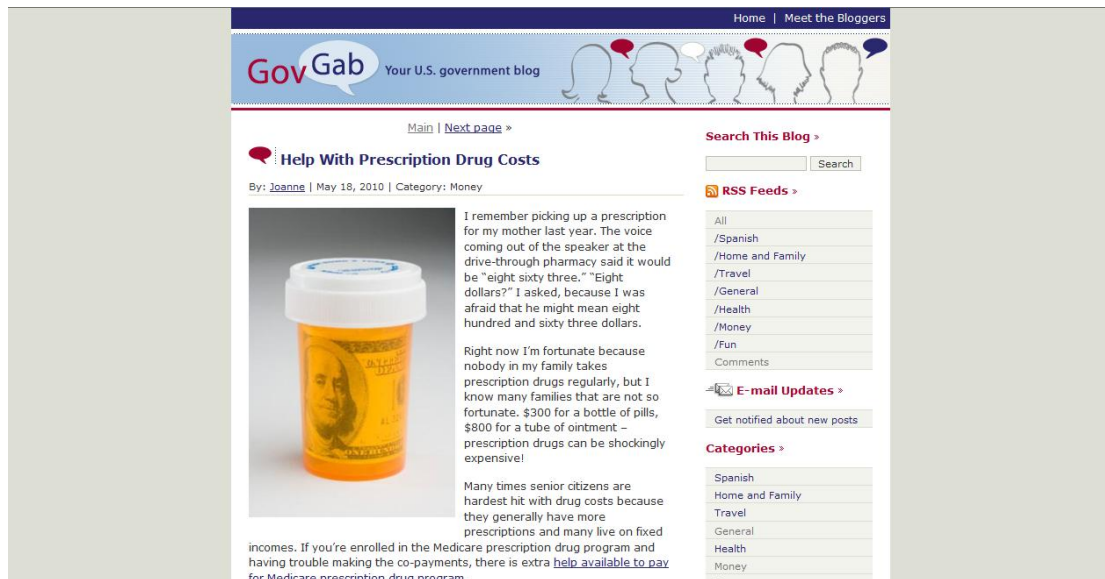 Home | Meet the Bloggers
GovGab Your U.S. government blog
Main | Next page »
Help With Prescription Drug Costs
By: Joanne | May 18, 2010 | Category: Money
I remember picking up a prescription
for my mother last year. The voice
coming out of the speaker at the
drive-through pharmacy said it would
be “eight sixty three.” “Eight
dollars?” I asked, because I was
afraid that he might mean eight
hundred and sixty three dollars.
Right now I’m fortunate because
nobody in my family takes
prescription drugs regularly, but I
know many families that are not so
fortunate. $300 for a bottle of pills,
$800 for a tube of ointment –
prescription drugs can be shockingly
expensive!
Many times senior citizens are
hardest hit with drug costs because
they generally have more
prescriptions and many live on fixed
incomes. If you’re enrolled in the Medicare prescription drug program and
having trouble making the co-payments, there is extra help available to pay
for Medicare prescription drug program
Search This Blog »
Search
RSS Feeds »
All
/Spanish
/Home and Family
/Travel
/General
/Health
/Money
/Fun
Comments
E-mail Updates »
Get notified about new posts
Categories »
Spanish
Home and Family
Travel
General
Health
Money